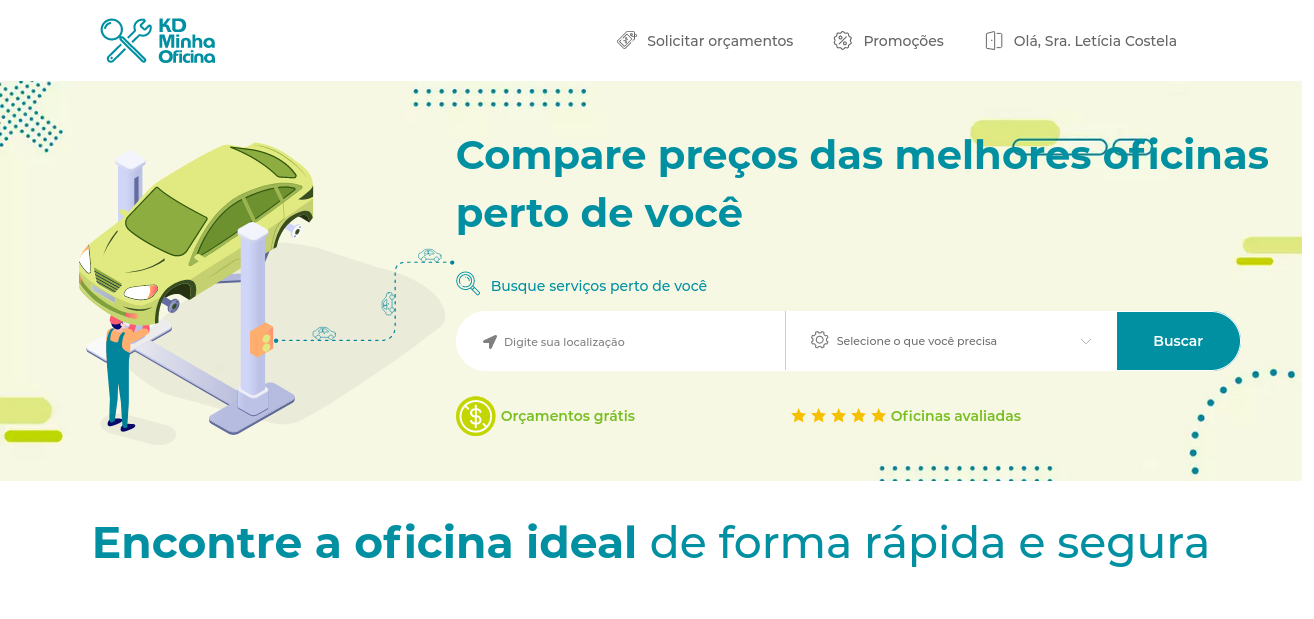 KD
Minha
Oficina
Solicitar orçamentos
Promoções
Olá, Sra. Letícia Costela
Compare preços das melhores oficinas
perto de você
Busque serviços perto de você
Digite sua localização
Selecione o que você precisa
Buscar
Orçamentos grátis
Oficinas avaliadas
Encontre a oficina ideal de forma rápida e segura